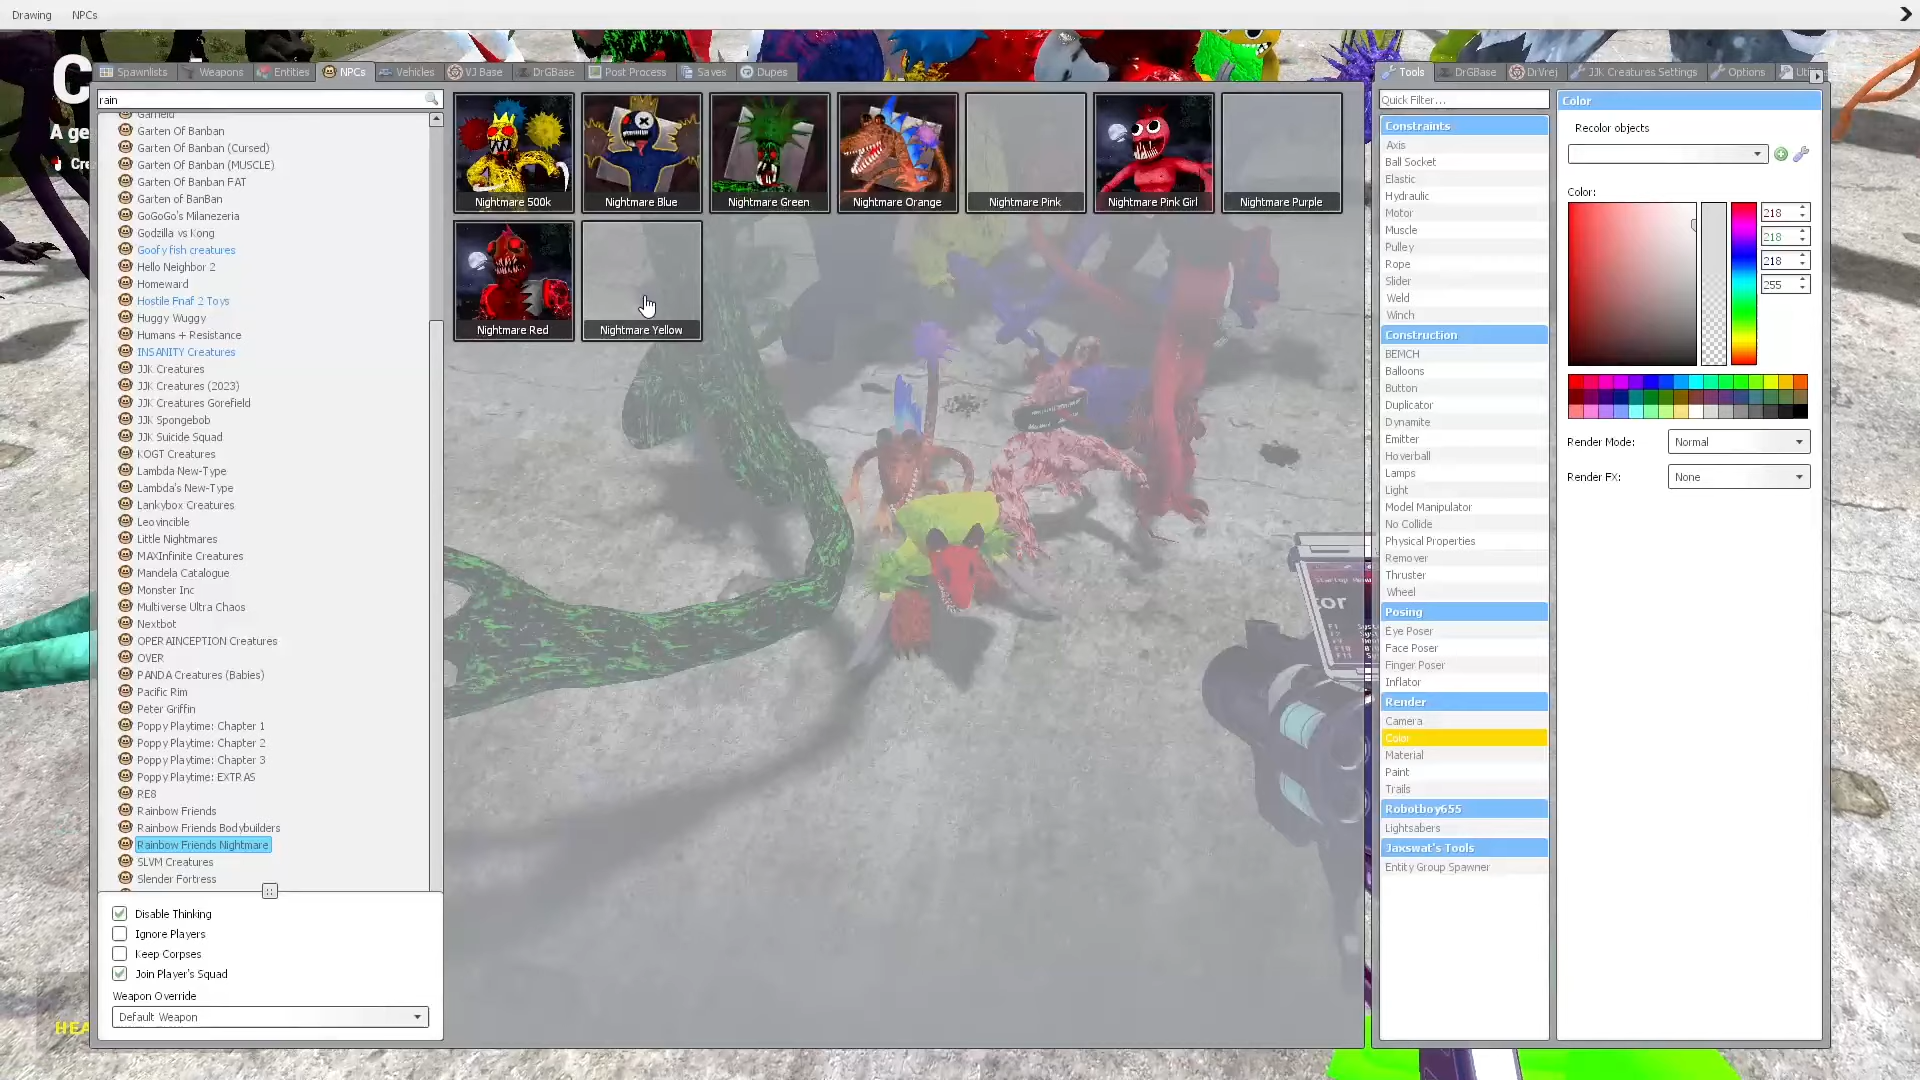 Drawing NPCs
C
A ge
Cre
Spawnlists Weapons Entities NPCs Vehicles VJ Base DrGBase Post Process Saves Dupes
rain
Garfield
Garten Of Banban
Garten Of Banban (Cursed)
Garten Of Banban (MUSCLE)
Garten Of Banban FAT
Garten of BanBan
GoGoGo's Milanezeria
Godzilla vs Kong
Goofy fish creatures
Hello Neighbor 2
Homeward
Hostile Fnaf 2 Toys
Huggy Wuggy
Humans + Resistance
INSANITY Creatures
JJK Creatures
JJK Creatures (2023)
JJK Creatures Gorefield
JJK Spongebob
JJK Suicide Squad
KOGT Creatures
Lambda New-Type
Lambda's New-Type
Lankybox Creatures
Leovincible
Little Nightmares
MAXInfinite Creatures
Mandela Catalogue
Monster Inc
Multiverse Ultra Chaos
Nextbot
OPERAINCEPTION Creatures
OVER
PANDA Creatures (Babies)
Pacific Rim
Peter Griffin
Poppy Playtime: Chapter 1
Poppy Playtime: Chapter 2
Poppy Playtime: Chapter 3
Poppy Playtime: EXTRAS
RE8
Rainbow Friends
Rainbow Friends Bodybuilders
Rainbow Friends Nightmare
SLVM Creatures
Slender Fortress
Disable Thinking
Ignore Players
Keep Corpses
Join Player's Squad
Weapon Override
Default Weapon
HEA
Nightmare 500k Nightmare Blue Nightmare Green Nightmare Orange Nightmare Pink Nightmare Pink Girl Nightmare Purple
Nightmare Red Nightmare Yellow
Tools DrGBase DrVrej JJK Creatures Settings Options Utili
Quick Filter...
Constraints
Axis
Ball Socket
Elastic
Hydraulic
Motor
Muscle
Pulley
Rope
Slider
Weld
Winch
Construction
BEMCH
Balloons
Button
Duplicator
Dynamite
Emitter
Hoverball
Lamps
Light
Model Manipulator
No Collide
Physical Properties
Remover
Thruster
Wheel
Posing
Eye Poser
Face Poser
Finger Poser
Inflator
Render
Camera
Color
Material
Paint
Trails
Robotboy655
Lightsabers
Jaxswat's Tools
Entity Group Spawner
Color
Recolor objects
Color:
218
218
218
255
Render Mode: Normal
Render FX: None